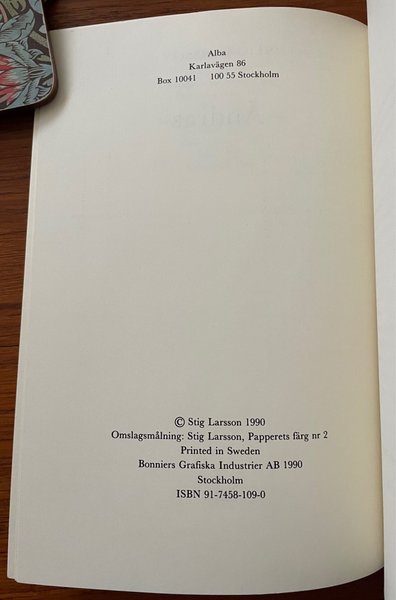 Alba
Karlavägen 86
Box 10041 100 55 Stockholm
© Stig Larsson 1990
Omslagsmålning: Stig Larsson, Papperets färg nr 2
Printed in Sweden
Bonniers Grafiska Industrier AB 1990
Stockholm
ISBN 91-7458-109-0